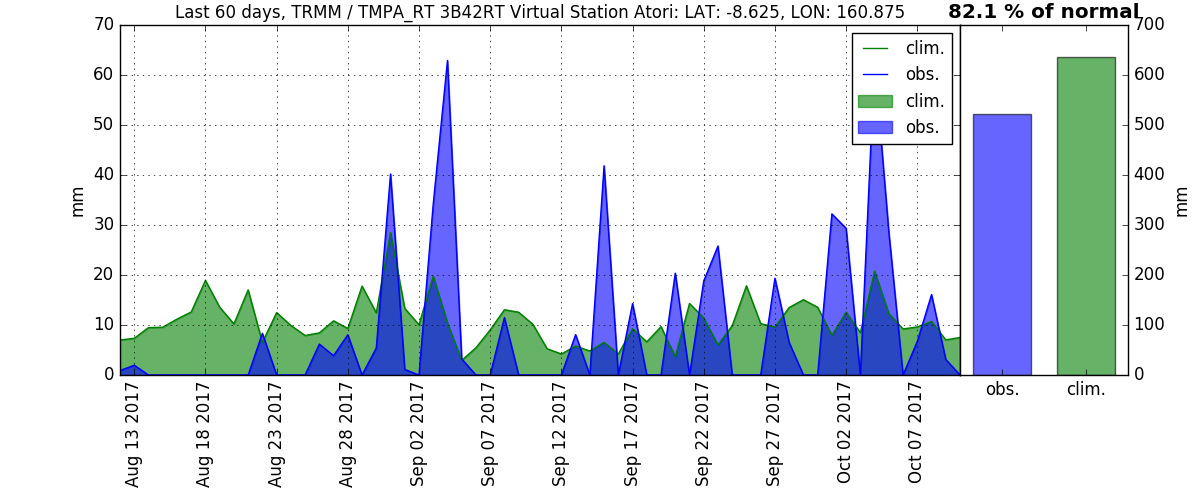 Last 60 days, TRMM / TMPA_RT 3B42RT Virtual Station Atori: LAT: -8.625, LON: 160.875
82.1 % of normal
70
60
50
40
30
20
10
0
mm
clim.
obs.
clim.
obs.
Aug 13 2017
Aug 18 2017
Aug 23 2017
Aug 28 2017
Sep 02 2017
Sep 07 2017
Sep 12 2017
Sep 17 2017
Sep 22 2017
Sep 27 2017
Oct 02 2017
Oct 07 2017
700
600
500
400
300
200
100
0
mm
obs.
clim.